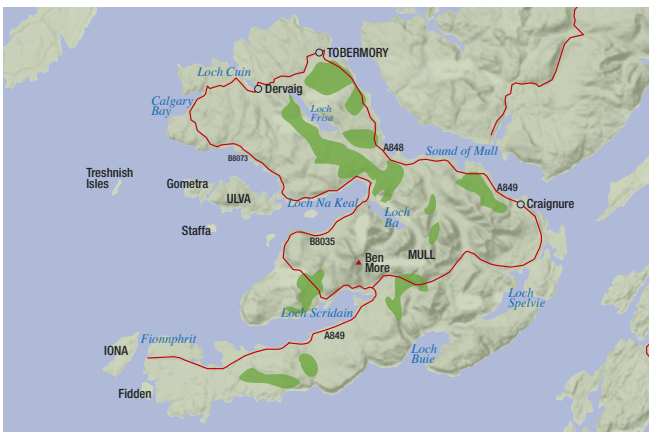 TOBERMORY
Loch Cuin
Dervaig
Calgary
Bay
Loch
Frisa
A848
Sound of Mull
B8073
Treshnish
Isles
Gometra
ULVA
A849
Craignure
Loch Na Keal
Loch
Ba
Staffa
B8035
MULL
Ben
More
Loch
Spelvie
Loch Scridain
A849
Fionnphrit
IONA
Loch
Buie
Fidden